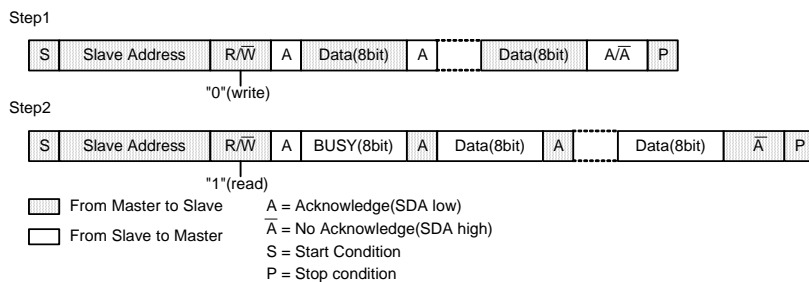 Step1
S Slave Address R/W̅ A Data(8bit) A Data(8bit) A/A̅ P
"0"(write)
Step2
S Slave Address R/W̅ A BUSY(8bit) A Data(8bit) A Data(8bit) A̅ P
"1"(read)
From Master to Slave
From Slave to Master
A = Acknowledge(SDA low)
A̅ = No Acknowledge(SDA high)
S = Start Condition
P = Stop condition